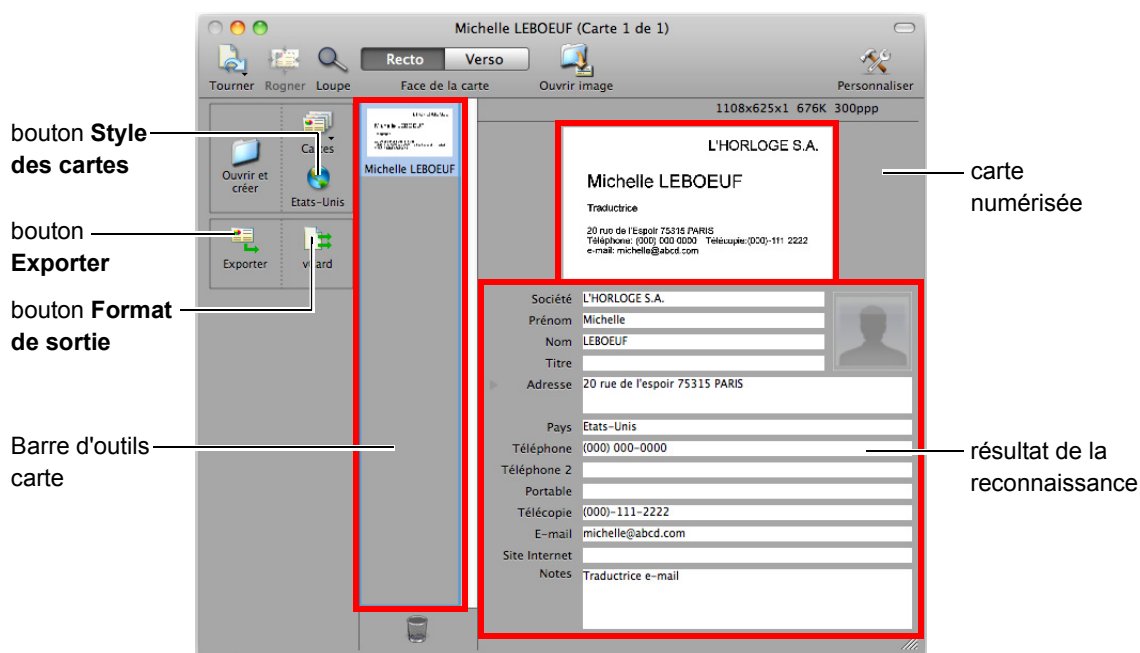 Michelle LEBOEUF (Carte 1 de 1)
Tourner Rogner Loupe
Recto Verso
Face de la carte
Ouvrir image
Personnaliser
1108x625x1 676K 300ppp
bouton Style
des cartes
bouton
Exporter
bouton Format
de sortie
Barre d'outils
carte
Ouvrir et
créer
Cartes
Etats-Unis
Exporter
Michelle LEBOEUF
L'HORLOGE S.A.
Michelle LEBOEUF
Traductrice
20 rue de l'Espoir 75315 PARIS
Téléphone: (000) 000 0000 Télécopie:(000)-111 2222
e-mail: michelle@abcd.com
carte
numérisée
Société L'HORLOGE S.A.
Prénom Michelle
Nom LEBOEUF
Titre
Adresse 20 rue de l'espoir 75315 PARIS
Pays Etats-Unis
Téléphone (000) 000-0000
Téléphone 2
Portable
Télécopie (000)-111-2222
E-mail michelle@abcd.com
Site Internet
Notes Traductrice e-mail
résultat de la
reconnaissance